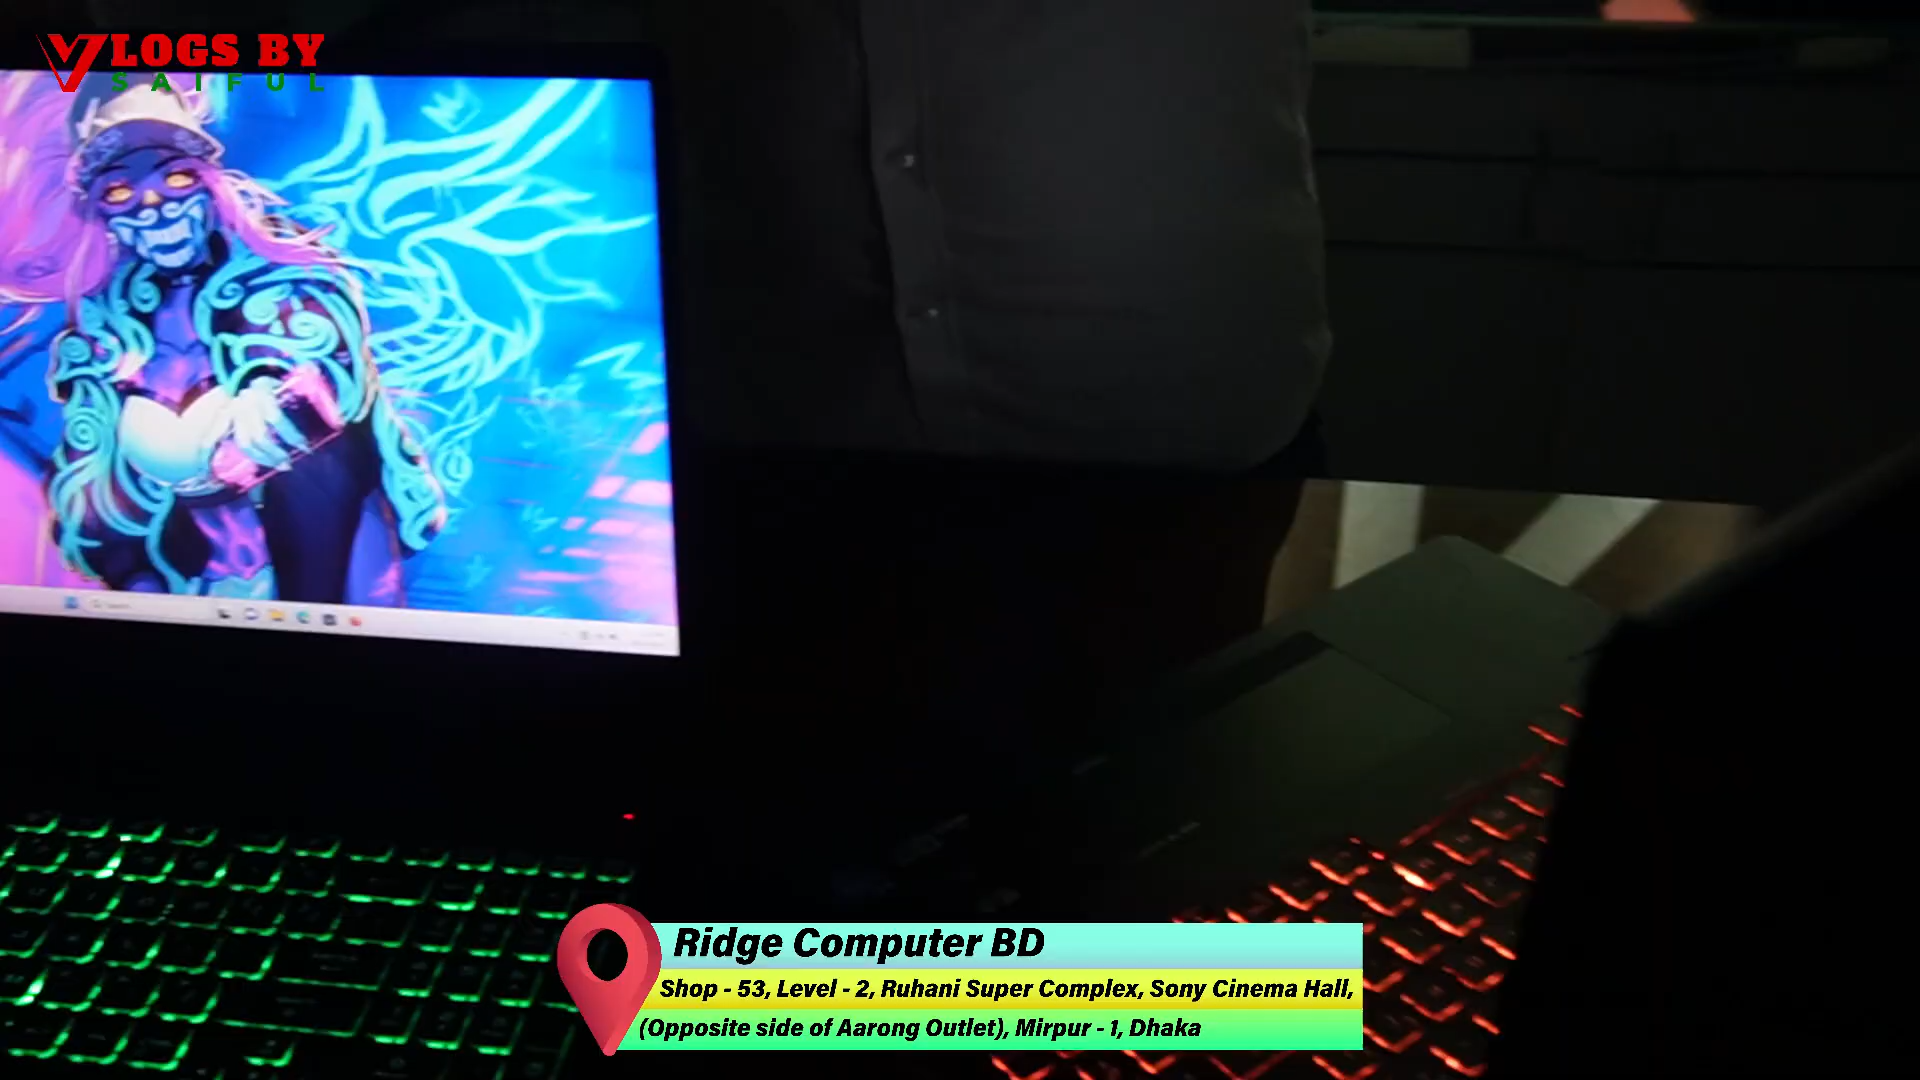 VLOGS BY
SAIFUL
Ridge Computer BD
Shop - 53, Level - 2, Ruhani Super Complex, Sony Cinema Hall,
(Opposite side of Aarong Outlet), Mirpur - 1, Dhaka